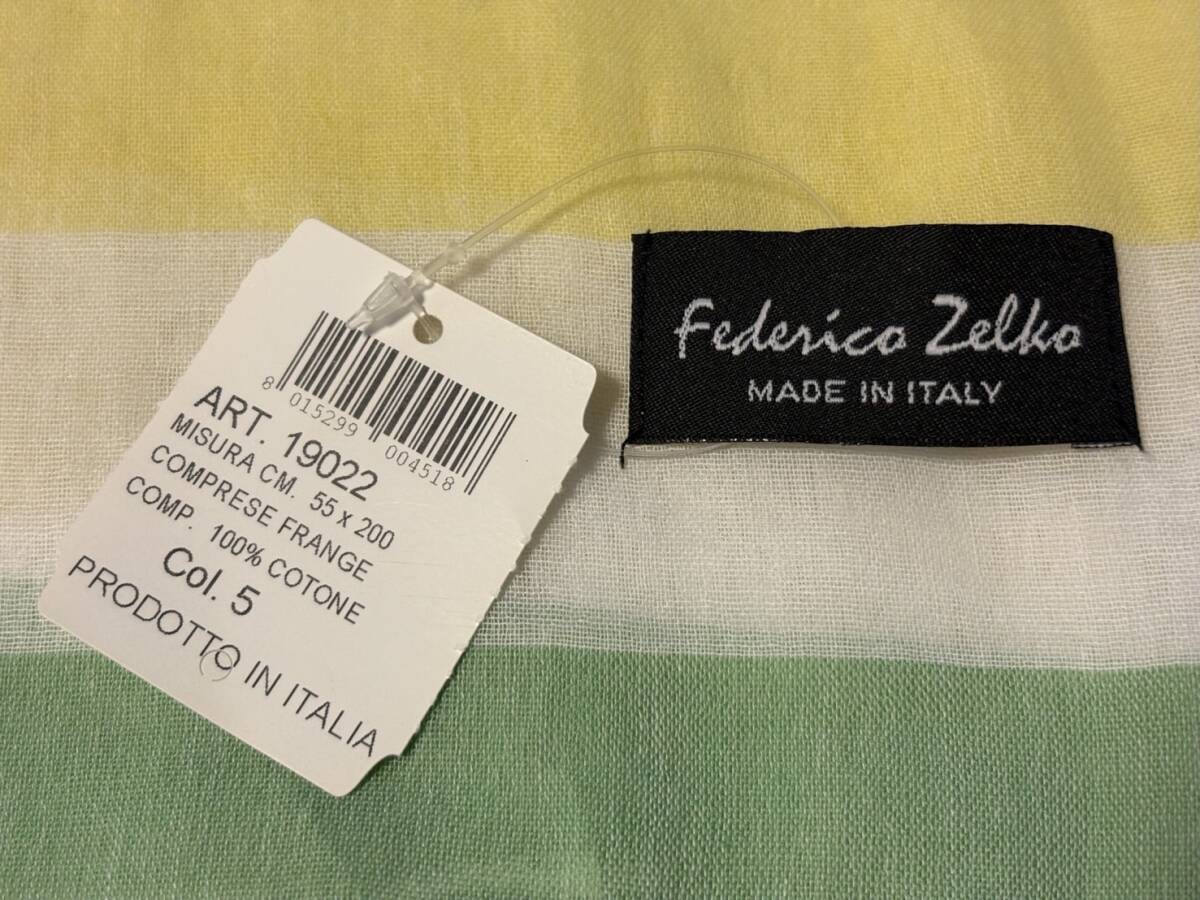 8 015299 004518
ART. 19022
MISURA CM. 55 x 200
COMPRESE FRANGE
COMP. 100% COTONE
Col. 5
PRODOTTO IN ITALIA
Federico Zelko
MADE IN ITALY